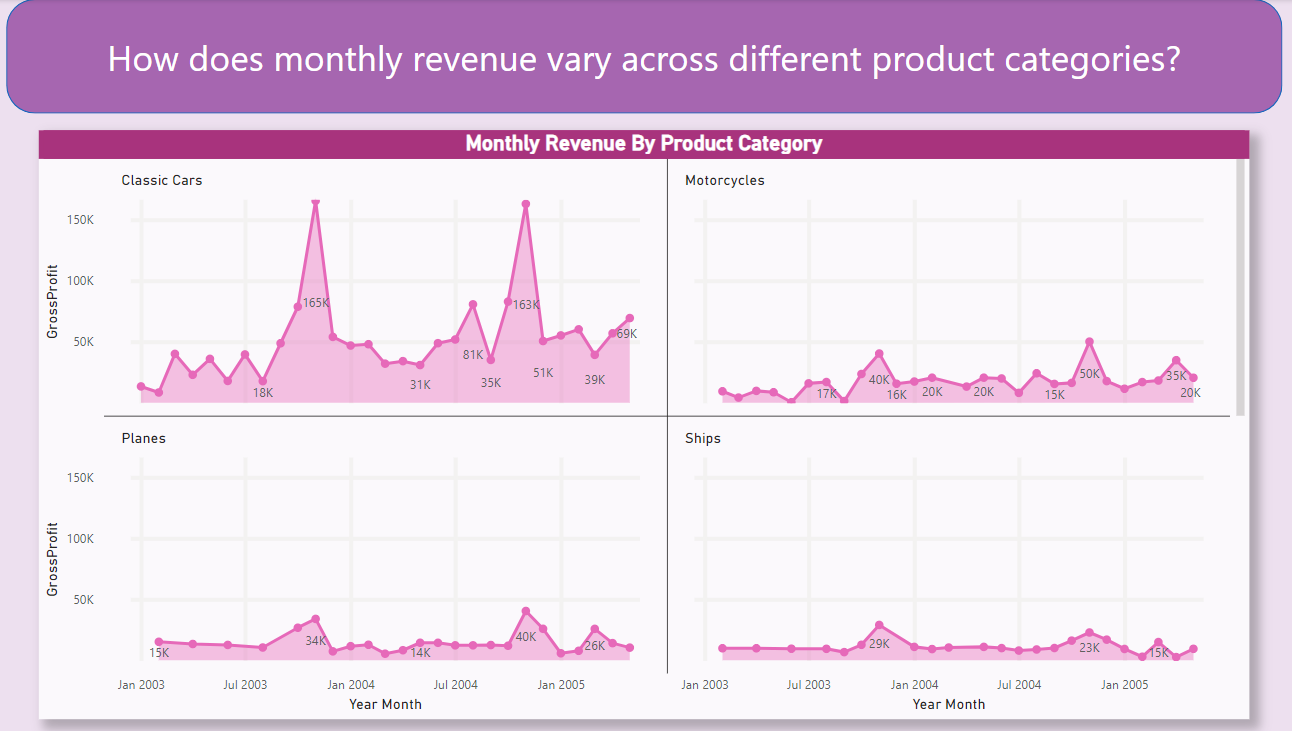 How does monthly revenue vary across different product categories?
Monthly Revenue By Product Category
Classic Cars
Motorcycles
GrossProfit
150K
100K
50K
18K
165K
31K
81K
35K
163K
51K
39K
69K
17K
40K
16K
20K
20K
15K
50K
35K
20K
Planes
Ships
GrossProfit
150K
100K
50K
15K
34K
14K
40K
26K
29K
23K
15K
Jan 2003 Jul 2003 Jan 2004 Jul 2004 Jan 2005
Jan 2003 Jul 2003 Jan 2004 Jul 2004 Jan 2005
Year Month
Year Month